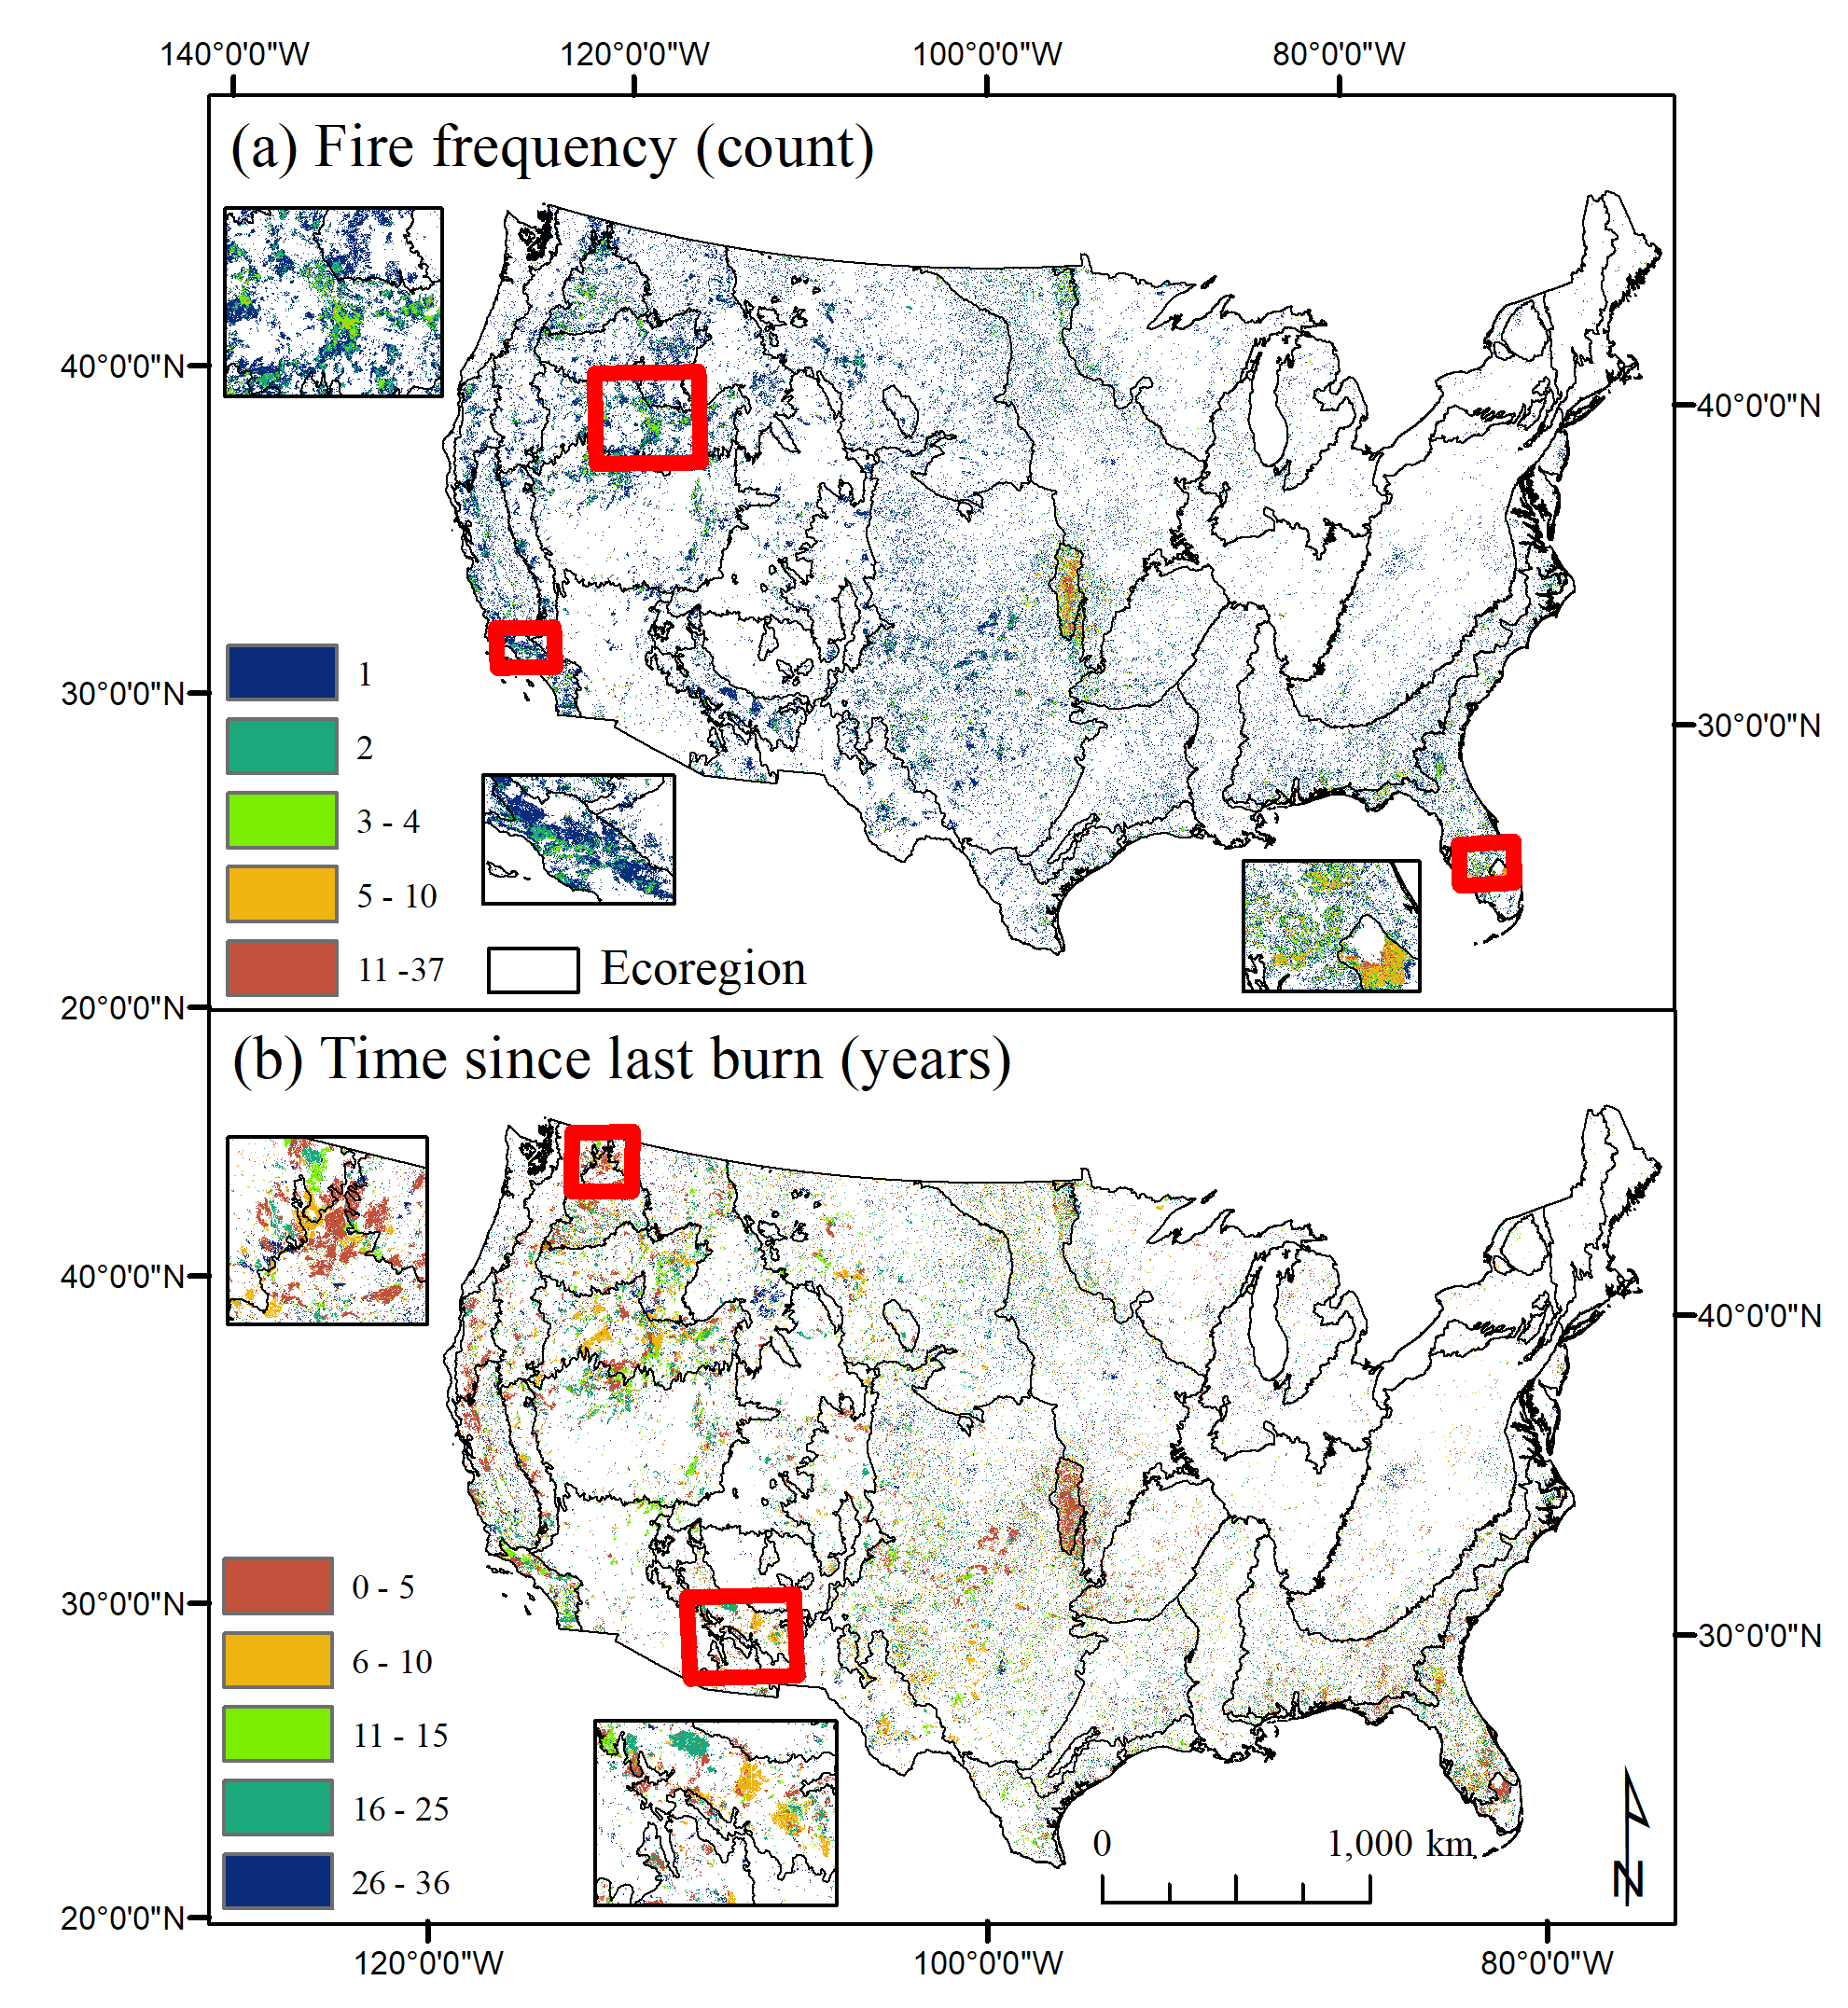 140°0'0"W 120°0'0"W 100°0'0"W 80°0'0"W
(a) Fire frequency (count)
40°0'0"N
40°0'0"N
30°0'0"N
30°0'0"N
1
2
3 - 4
5 - 10
11 -37
Ecoregion
20°0'0"N
(b) Time since last burn (years)
40°0'0"N
40°0'0"N
30°0'0"N
30°0'0"N
0 - 5
6 - 10
11 - 15
16 - 25
26 - 36
0 1,000 km
N
20°0'0"N
120°0'0"W 100°0'0"W 80°0'0"W